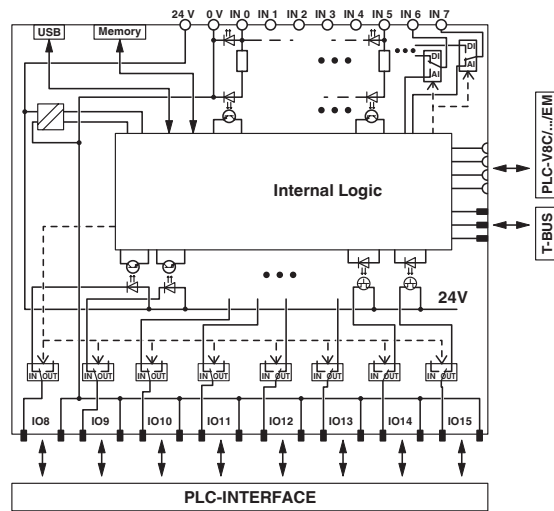 24 V 0 V IN 0 IN 1 IN 2 IN 3 IN 4 IN 5 IN 6 IN 7
USB Memory
DI
AI
DI
AI
PLC-V8C/.../EM
T-BUS
Internal Logic
24V
IN OUT IN OUT IN OUT IN OUT IN OUT IN OUT IN OUT IN OUT
IO8 IO9 IO10 IO11 IO12 IO13 IO14 IO15
PLC-INTERFACE